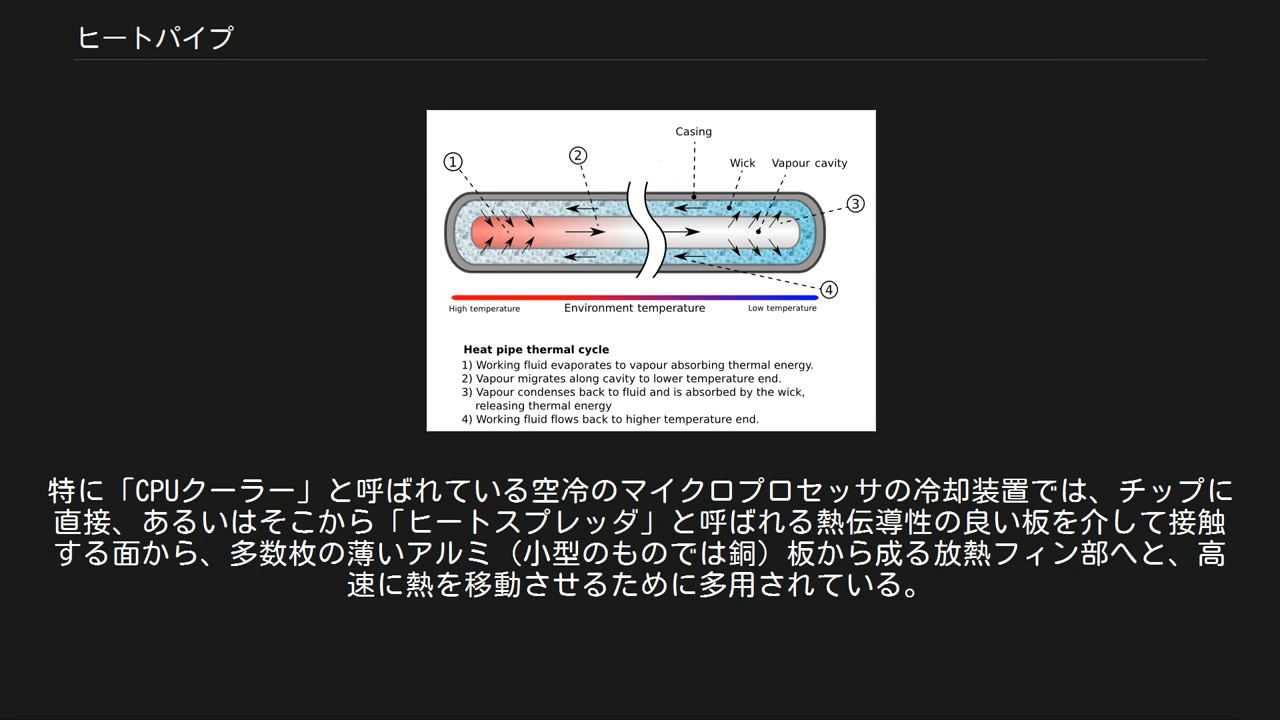 ヒートパイプ
Casing
① ② Wick Vapour cavity
③
④
High temperature Environment temperature Low temperature
Heat pipe thermal cycle
1) Working fluid evaporates to vapour absorbing thermal energy.
2) Vapour migrates along cavity to lower temperature end.
3) Vapour condenses back to fluid and is absorbed by the wick,
releasing thermal energy
4) Working fluid flows back to higher temperature end.
特に「CPUクーラー」と呼ばれている空冷のマイクロプロセッサの冷却装置では、チップに
直接、あるいはそこから「ヒートスプレッダ」と呼ばれる熱伝導性の良い板を介して接触
する面から、多数枚の薄いアルミ（小型のものでは銅）板から成る放熱フィン部へと、高
速に熱を移動させるために多用されている。